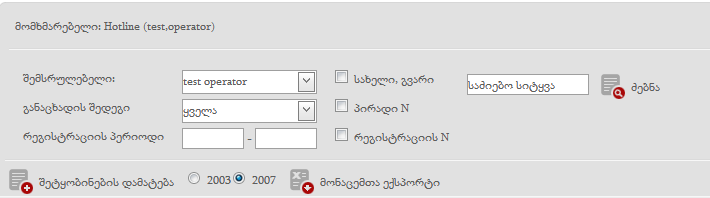 მომხმარებელი: Hotline (test,operator)
შემსრულებელი: test operator სახელი, გვარი საძიებო სიტყვა ძებნა
განაცხადის შედეგი ყველა პირადი N
რეგისტრაციის პერიოდი - რეგისტრაციის N
შეტყობინების დამატება 2003 2007 მონაცემთა ექსპორტი